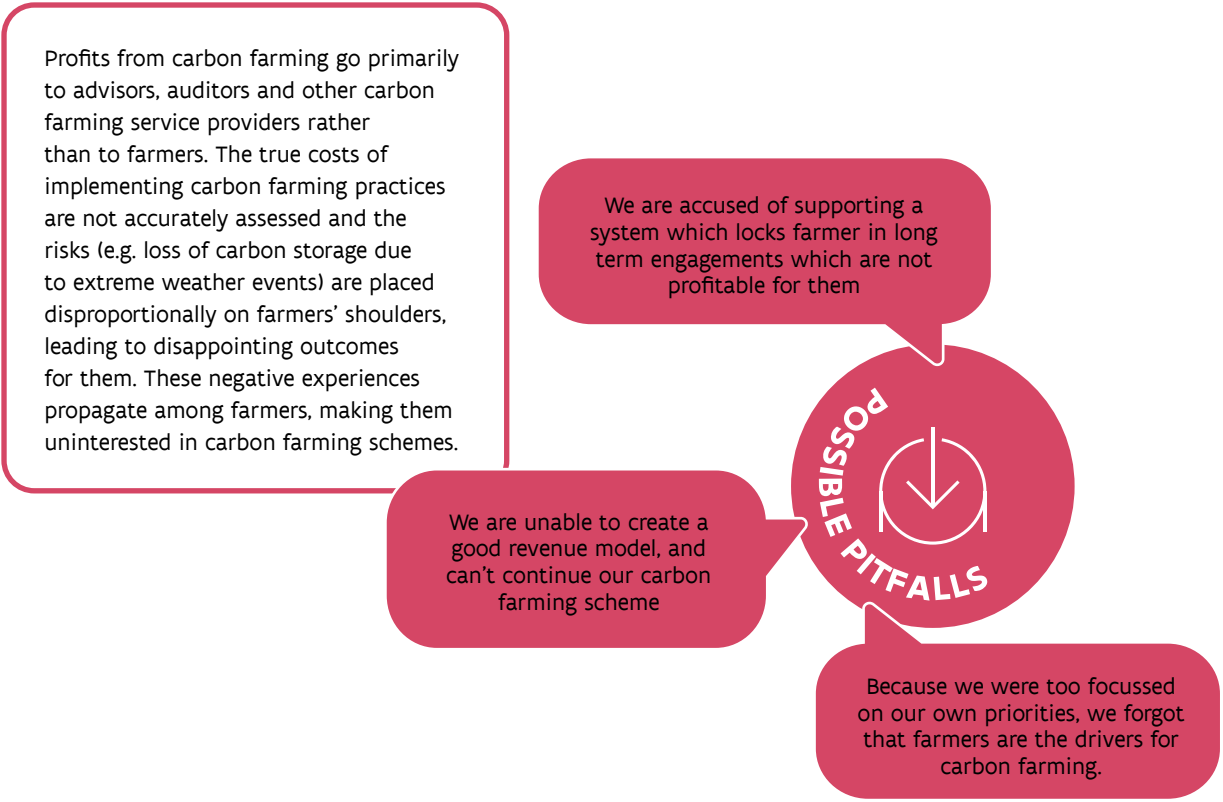 Profits from carbon farming go primarily
to advisors, auditors and other carbon
farming service providers rather
than to farmers. The true costs of
implementing carbon farming practices
are not accurately assessed and the
risks (e.g. loss of carbon storage due
to extreme weather events) are placed
disproportionally on farmers’ shoulders,
leading to disappointing outcomes
for them. These negative experiences
propagate among farmers, making them
uninterested in carbon farming schemes.
We are accused of supporting a
system which locks farmer in long
term engagements which are not
profitable for them
POSSIBLE PITFALLS
We are unable to create a
good revenue model, and
can’t continue our carbon
farming scheme
Because we were too focussed
on our own priorities, we forgot
that farmers are the drivers for
carbon farming.